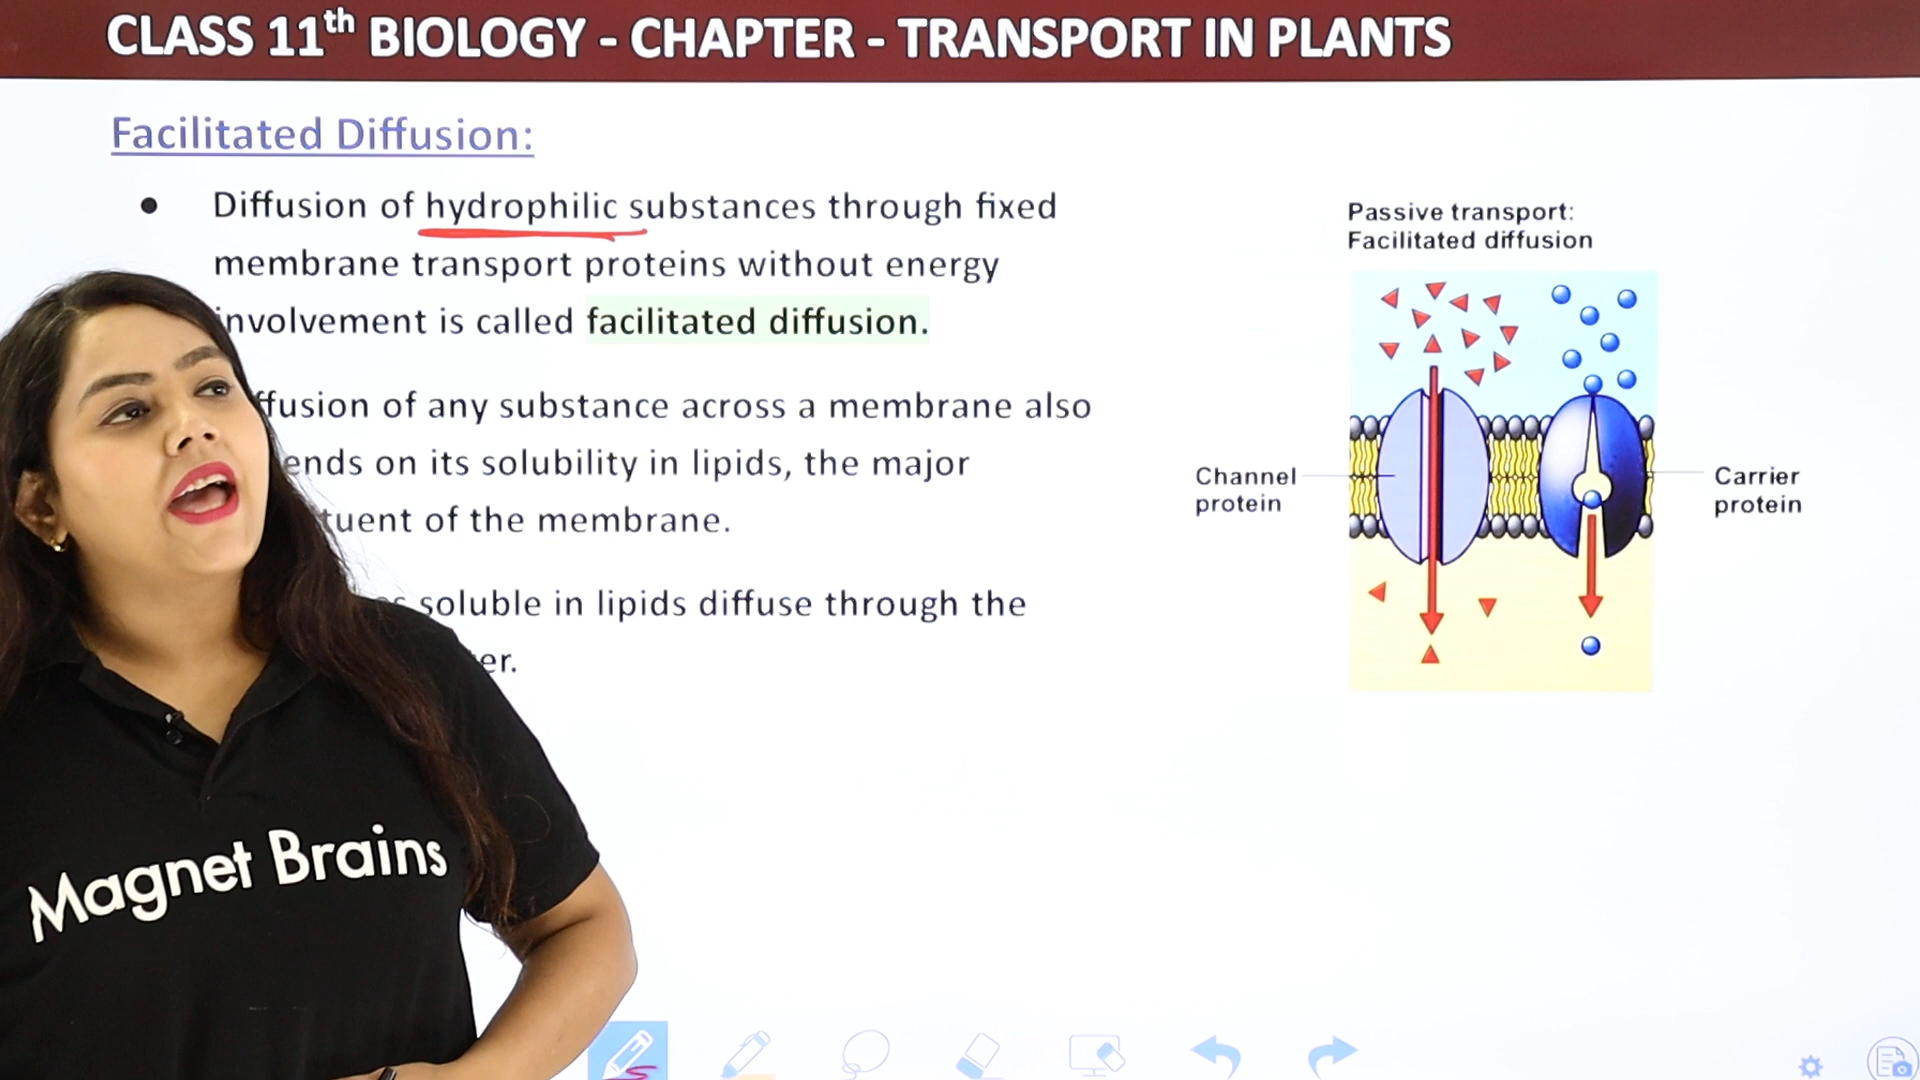 CLASS 11th BIOLOGY - CHAPTER - TRANSPORT IN PLANTS
Facilitated Diffusion:
• Diffusion of hydrophilic substances through fixed
membrane transport proteins without energy
involvement is called facilitated diffusion.
ffusion of any substance across a membrane also
ends on its solubility in lipids, the major
tuent of the membrane.
soluble in lipids diffuse through the
er.
Passive transport:
Facilitated diffusion
Channel
protein
Carrier
protein
Magnet Brains